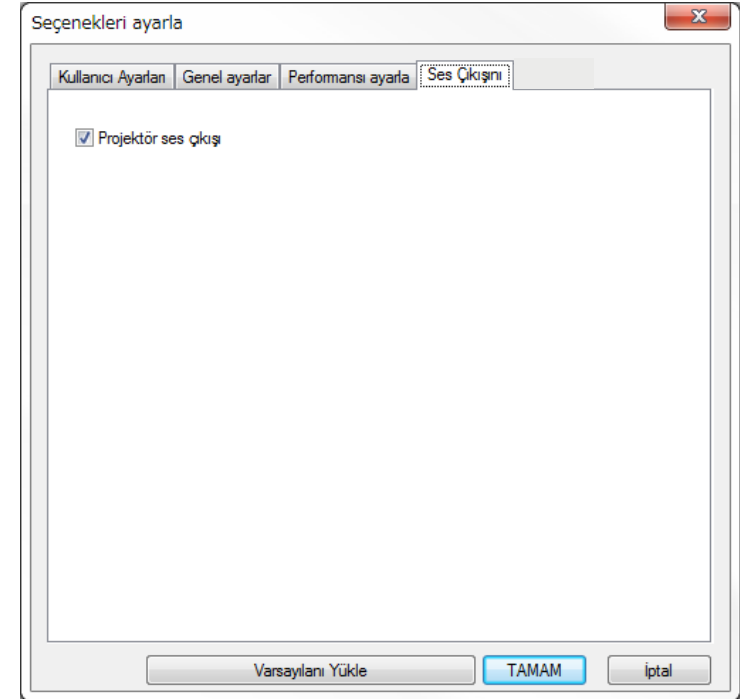 Seçenekleri ayarla
Kullanıcı Ayarları Genel ayarlar Performansı ayarla Ses Çıkışını
Projektör ses çıkışı
Varsayılanı Yükle TAMAM İptal